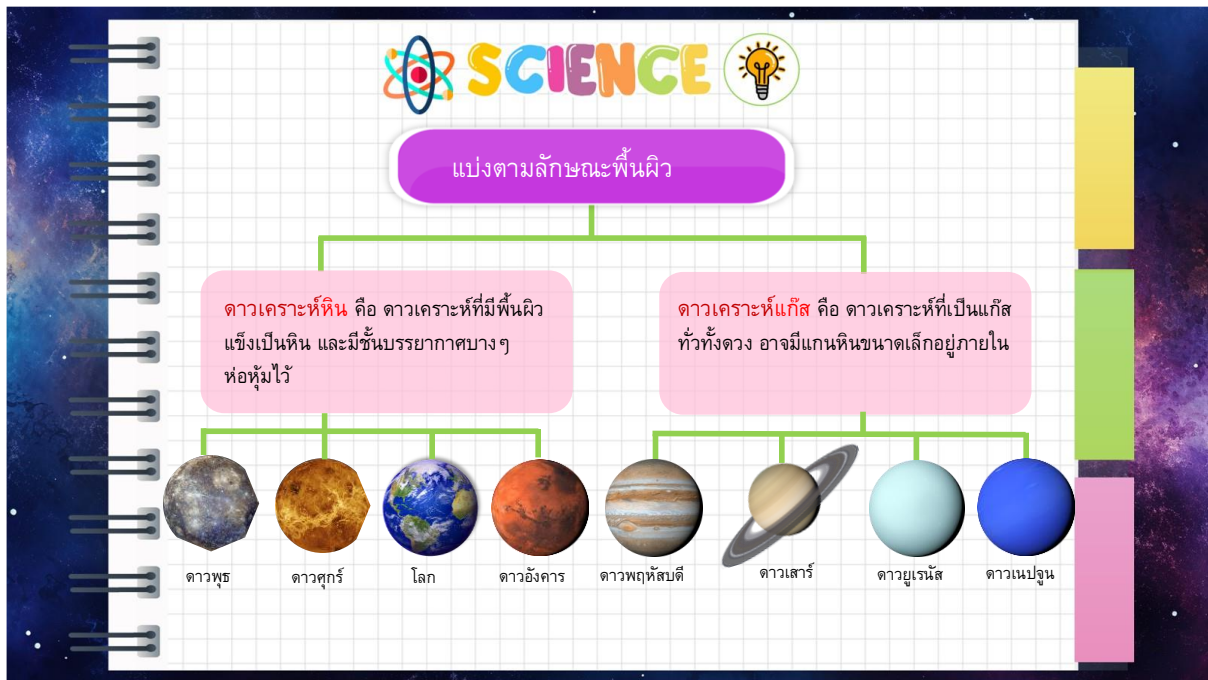 SCIENCE
แบ่งตามลักษณะพื้นผิว
ดาวเคราะห์หิน คือ ดาวเคราะห์ที่มีพื้นผิว
แข็งเป็นหิน และมีชั้นบรรยากาศบางๆ
ห่อหุ้มไว้
ดาวเคราะห์แก๊ส คือ ดาวเคราะห์ที่เป็นแก๊ส
ทั่วทั้งดวง อาจมีแกนหินขนาดเล็กอยู่ภายใน
ดาวพุธ
ดาวศุกร์
โลก
ดาวอังคาร
ดาวพฤหัสบดี
ดาวเสาร์
ดาวยูเรนัส
ดาวเนปจูน